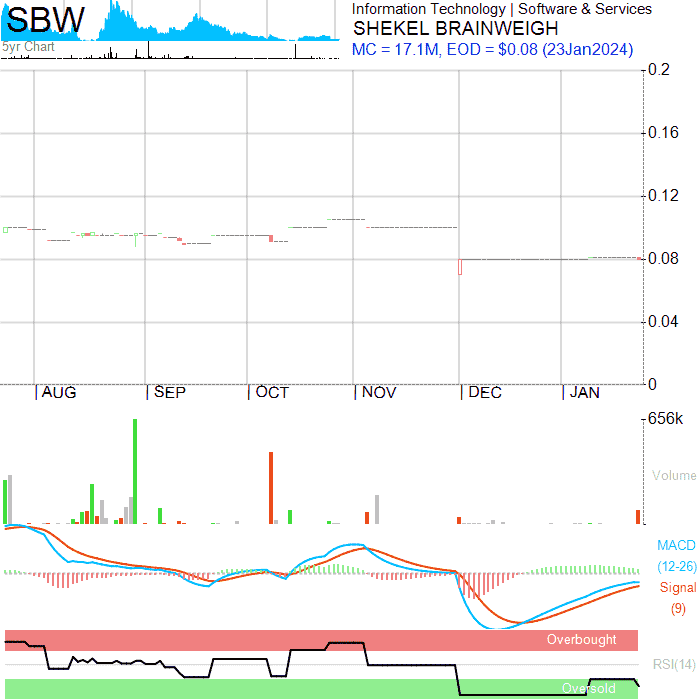 SBW
5yr Chart
Information Technology | Software & Services
SHEKEL BRAINWEIGH
MC = 17.1M, EOD = $0.08 (23Jan2024)
0.2
0.16
0.12
0.08
0.04
0
|AUG |SEP |OCT |NOV |DEC |JAN
656k
Volume
MACD
(12-26)
Signal
(9)
Overbought
RSI(14)
Oversold